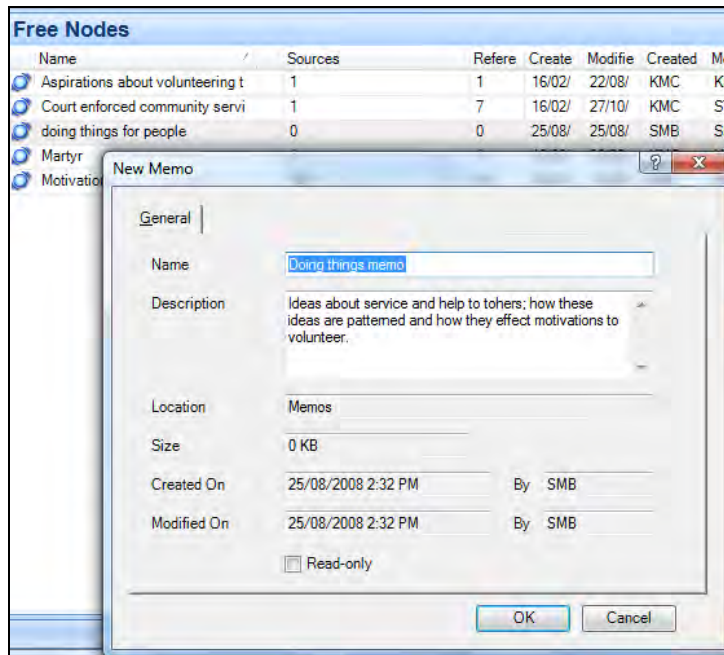 Free Nodes
Name Sources Refere Create Modifie Created M
Aspirations about volunteering t 1 1 16/02/ 22/08/ KMC K
Court enforced community servi 1 7 16/02/ 27/10/ KMC S
doing things for people 0 0 25/08/ 25/08/ SMB S
Martyr
Motivatio
New Memo
General
Name Doing things memo
Description Ideas about service and help to tohers; how these
ideas are patterned and how they effect motivations to
volunteer.
Location Memos
Size 0 KB
Created On 25/08/2008 2:32 PM By SMB
Modified On 25/08/2008 2:32 PM By SMB
Read-only
OK Cancel